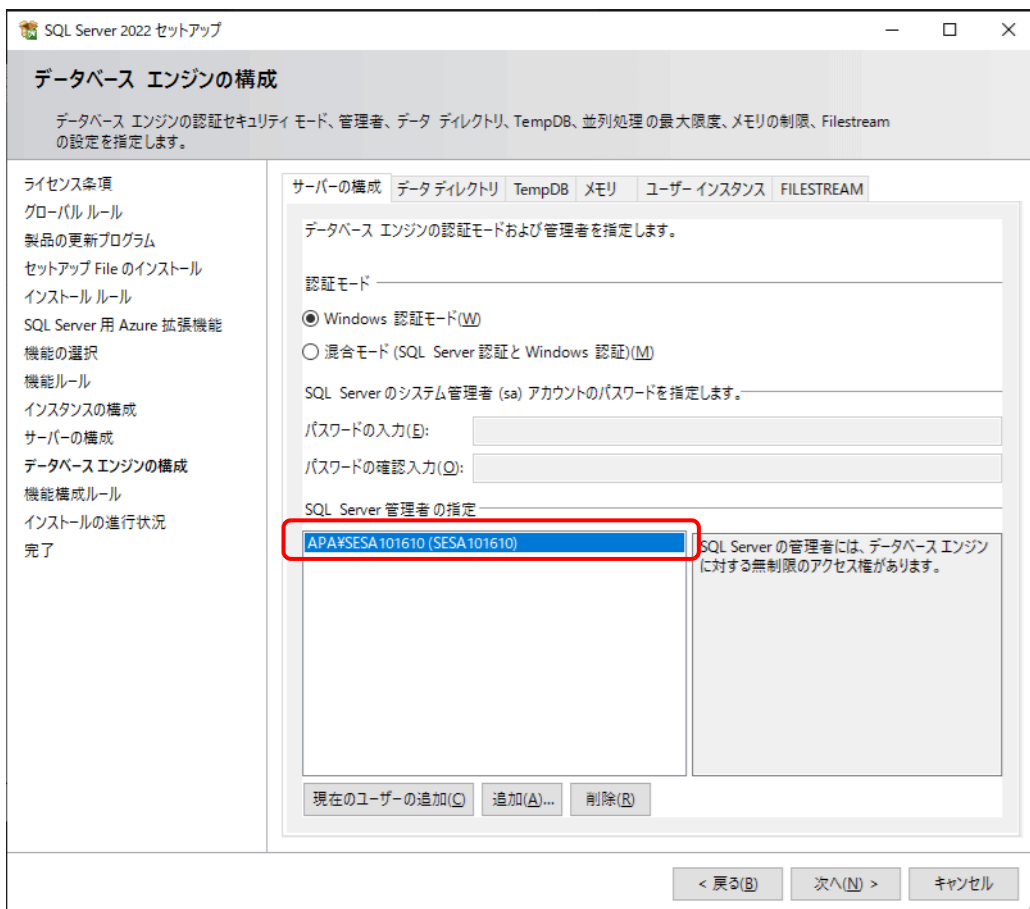 SQL Server 2022 セットアップ
データベース エンジンの構成
データベース エンジンの認証セキュリティ モード、管理者、データ ディレクトリ、TempDB、並列処理の最大限度、メモリの制限、Filestream
の設定を指定します。
ライセンス条項
グローバル ルール
製品の更新プログラム
セットアップ File のインストール
インストール ルール
SQL Server 用 Azure 拡張機能
機能の選択
機能ルール
インスタンスの構成
サーバーの構成
データベース エンジンの構成
機能構成ルール
インストールの進行状況
完了
サーバーの構成 データ ディレクトリ TempDB メモリ ユーザー インスタンス FILESTREAM
データベース エンジンの認証モードおよび管理者を指定します。
認証モード
Windows 認証モード(W)
混合モード (SQL Server 認証と Windows 認証)(M)
SQL Server のシステム管理者 (sa) アカウントのパスワードを指定します。
パスワードの入力(E):
パスワードの確認入力(O):
SQL Server 管理者の指定
APA¥SESA101610 (SESA101610)
SQL Server の管理者には、データベース エンジン
に対する無制限のアクセス権があります。
現在のユーザーの追加(C) 追加(A)... 削除(R)
< 戻る(B) 次へ(N) > キャンセル